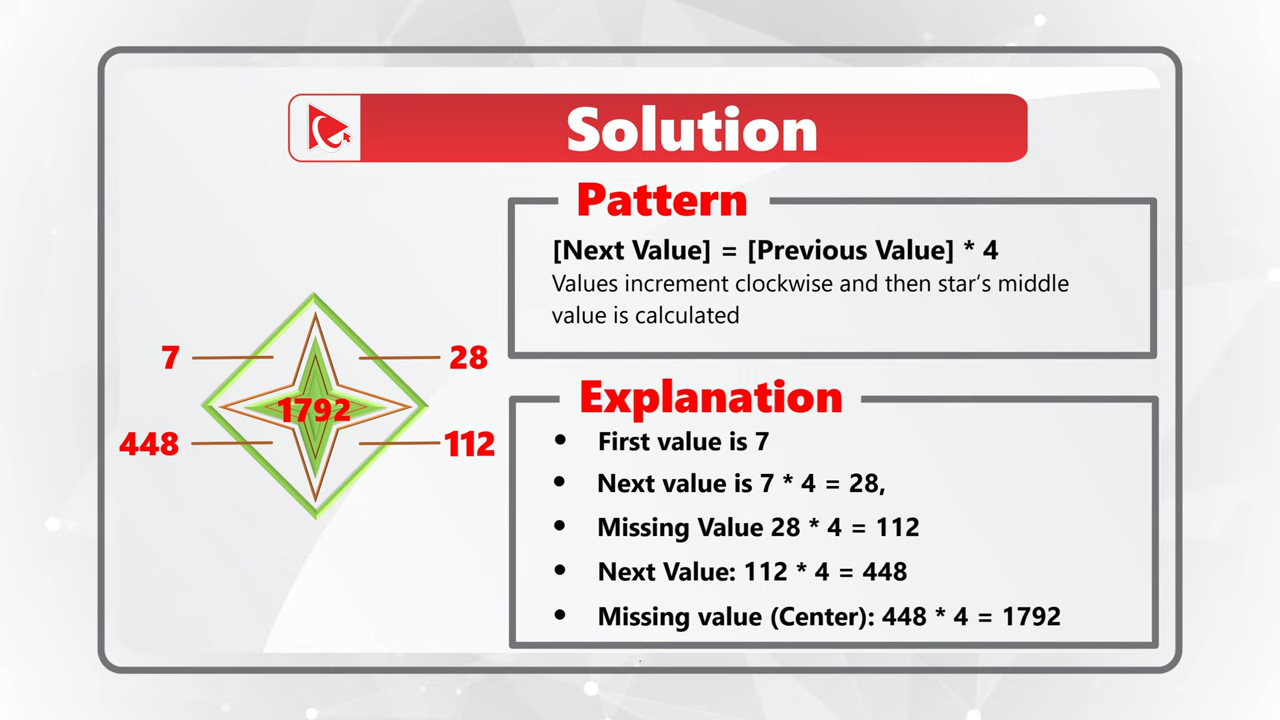 Solution
Pattern
[Next Value] = [Previous Value] * 4
Values increment clockwise and then star’s middle
value is calculated
7
28
1792
448
112
Explanation
• First value is 7
• Next value is 7 * 4 = 28,
• Missing Value 28 * 4 = 112
• Next Value: 112 * 4 = 448
• Missing value (Center): 448 * 4 = 1792